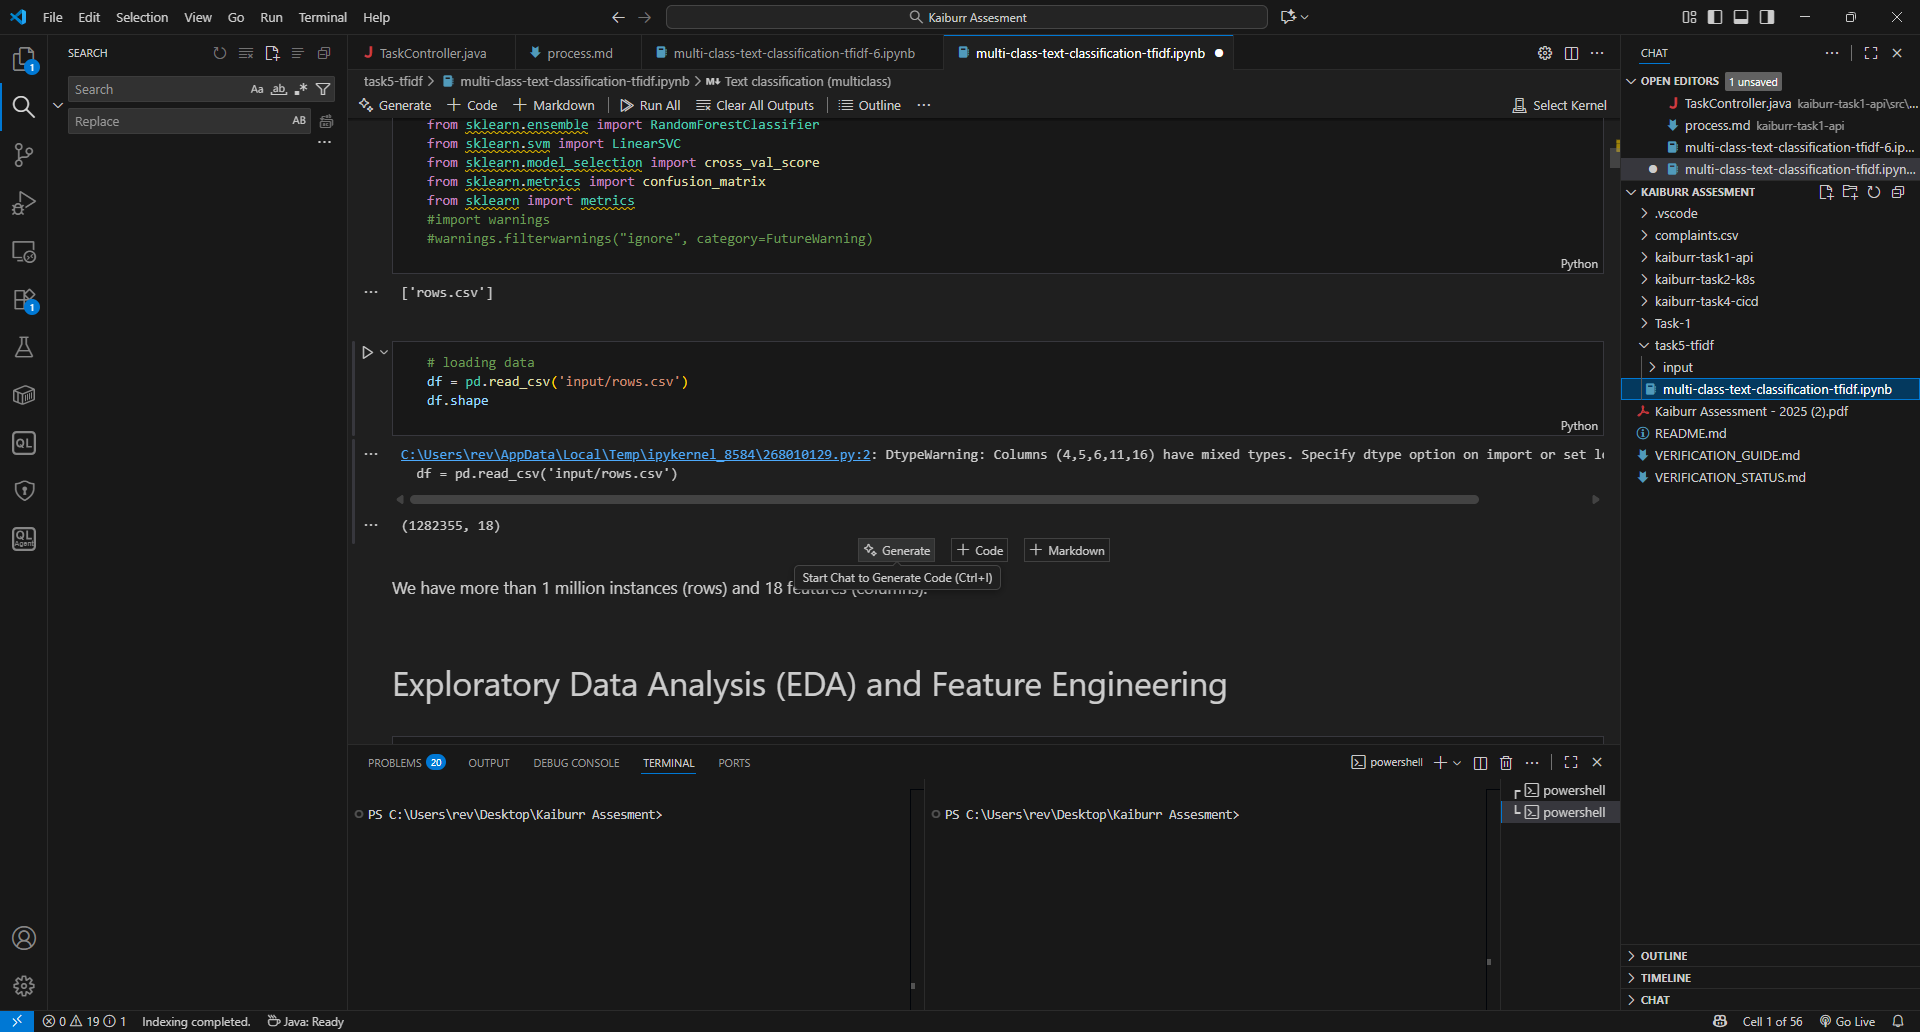 File Edit Selection View Go Run Terminal Help
Kaiburr Assesment
SEARCH
Search
Aa ab .*
Replace
AB
TaskController.java
process.md
multi-class-text-classification-tfidf-6.ipynb
multi-class-text-classification-tfidf.ipynb
task5-tfidf > multi-class-text-classification-tfidf.ipynb > M↓ Text classification (multiclass)
Generate + Code + Markdown Run All Clear All Outputs Outline ...
Select Kernel
from sklearn.ensemble import RandomForestClassifier
from sklearn.svm import LinearSVC
from sklearn.model_selection import cross_val_score
from sklearn.metrics import confusion_matrix
from sklearn import metrics
#import warnings
#warnings.filterwarnings("ignore", category=FutureWarning)
Python
['rows.csv']
# loading data
df = pd.read_csv('input/rows.csv')
df.shape
Python
C:\Users\rev\AppData\Local\Temp\ipykernel_8584\268010129.py:2: DtypeWarning: Columns (4,5,6,11,16) have mixed types. Specify dtype option on import or set l
df = pd.read_csv('input/rows.csv')
(1282355, 18)
Generate + Code + Markdown
Start Chat to Generate Code (Ctrl+I)
We have more than 1 million instances (rows) and 18 features (columns).
Exploratory Data Analysis (EDA) and Feature Engineering
PROBLEMS 20 OUTPUT DEBUG CONSOLE TERMINAL PORTS
powershell
PS C:\Users\rev\Desktop\Kaiburr Assesment>
PS C:\Users\rev\Desktop\Kaiburr Assesment>
powershell
powershell
CHAT
OPEN EDITORS 1 unsaved
TaskController.java kaiburr-task1-api\src\...
process.md kaiburr-task1-api
multi-class-text-classification-tfidf-6.ip...
multi-class-text-classification-tfidf.ipyn...
KAIBURR ASSESMENT
.vscode
complaints.csv
kaiburr-task1-api
kaiburr-task2-k8s
kaiburr-task4-cicd
Task-1
task5-tfidf
input
multi-class-text-classification-tfidf.ipynb
Kaiburr Assessment - 2025 (2).pdf
README.md
VERIFICATION_GUIDE.md
VERIFICATION_STATUS.md
OUTLINE
TIMELINE
CHAT
1
1
QL
QL
Agent
0 19 1 Indexing completed. Java: Ready
Cell 1 of 56 Go Live